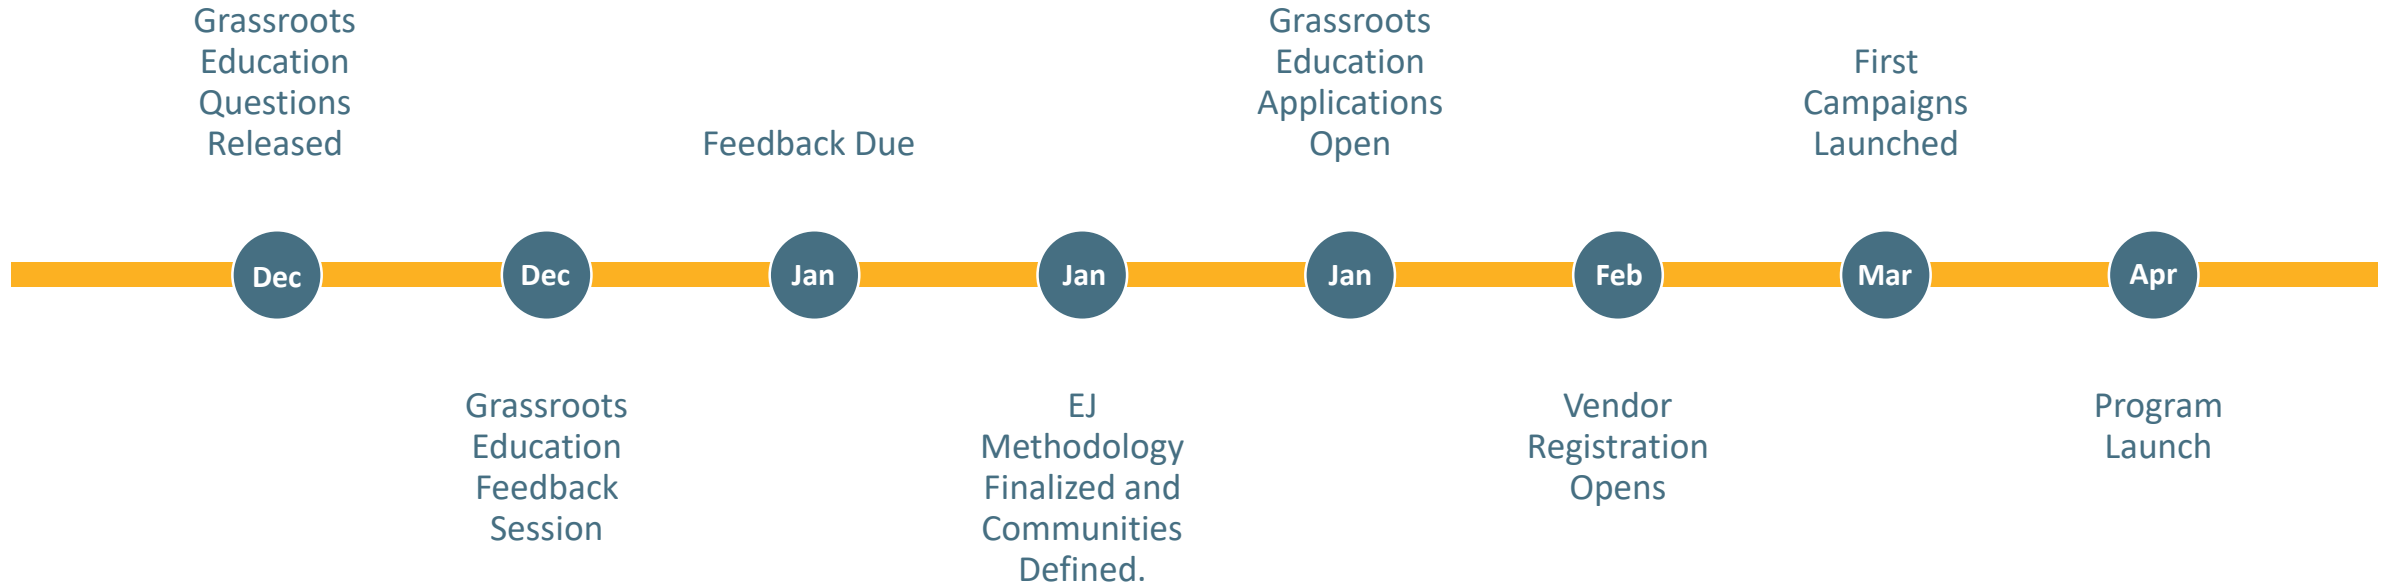 Grassroots
Education
Questions
Released
Feedback Due
Grassroots
Education
Applications
Open
First
Campaigns
Launched
Dec
Dec
Jan
Jan
Jan
Feb
Mar
Apr
Grassroots
Education
Feedback
Session
EJ
Methodology
Finalized and
Communities
Defined.
Vendor
Registration
Opens
Program
Launch